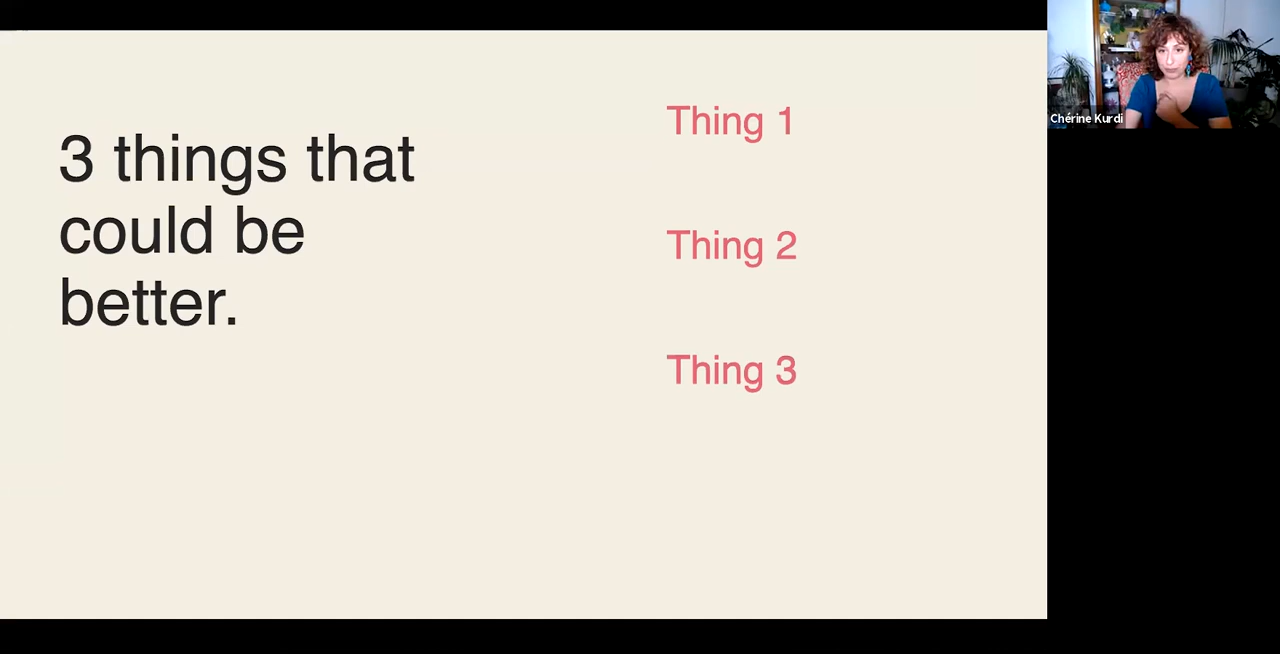 3 things that
could be
better.
Thing 1
Thing 2
Thing 3
Chérine Kurdi